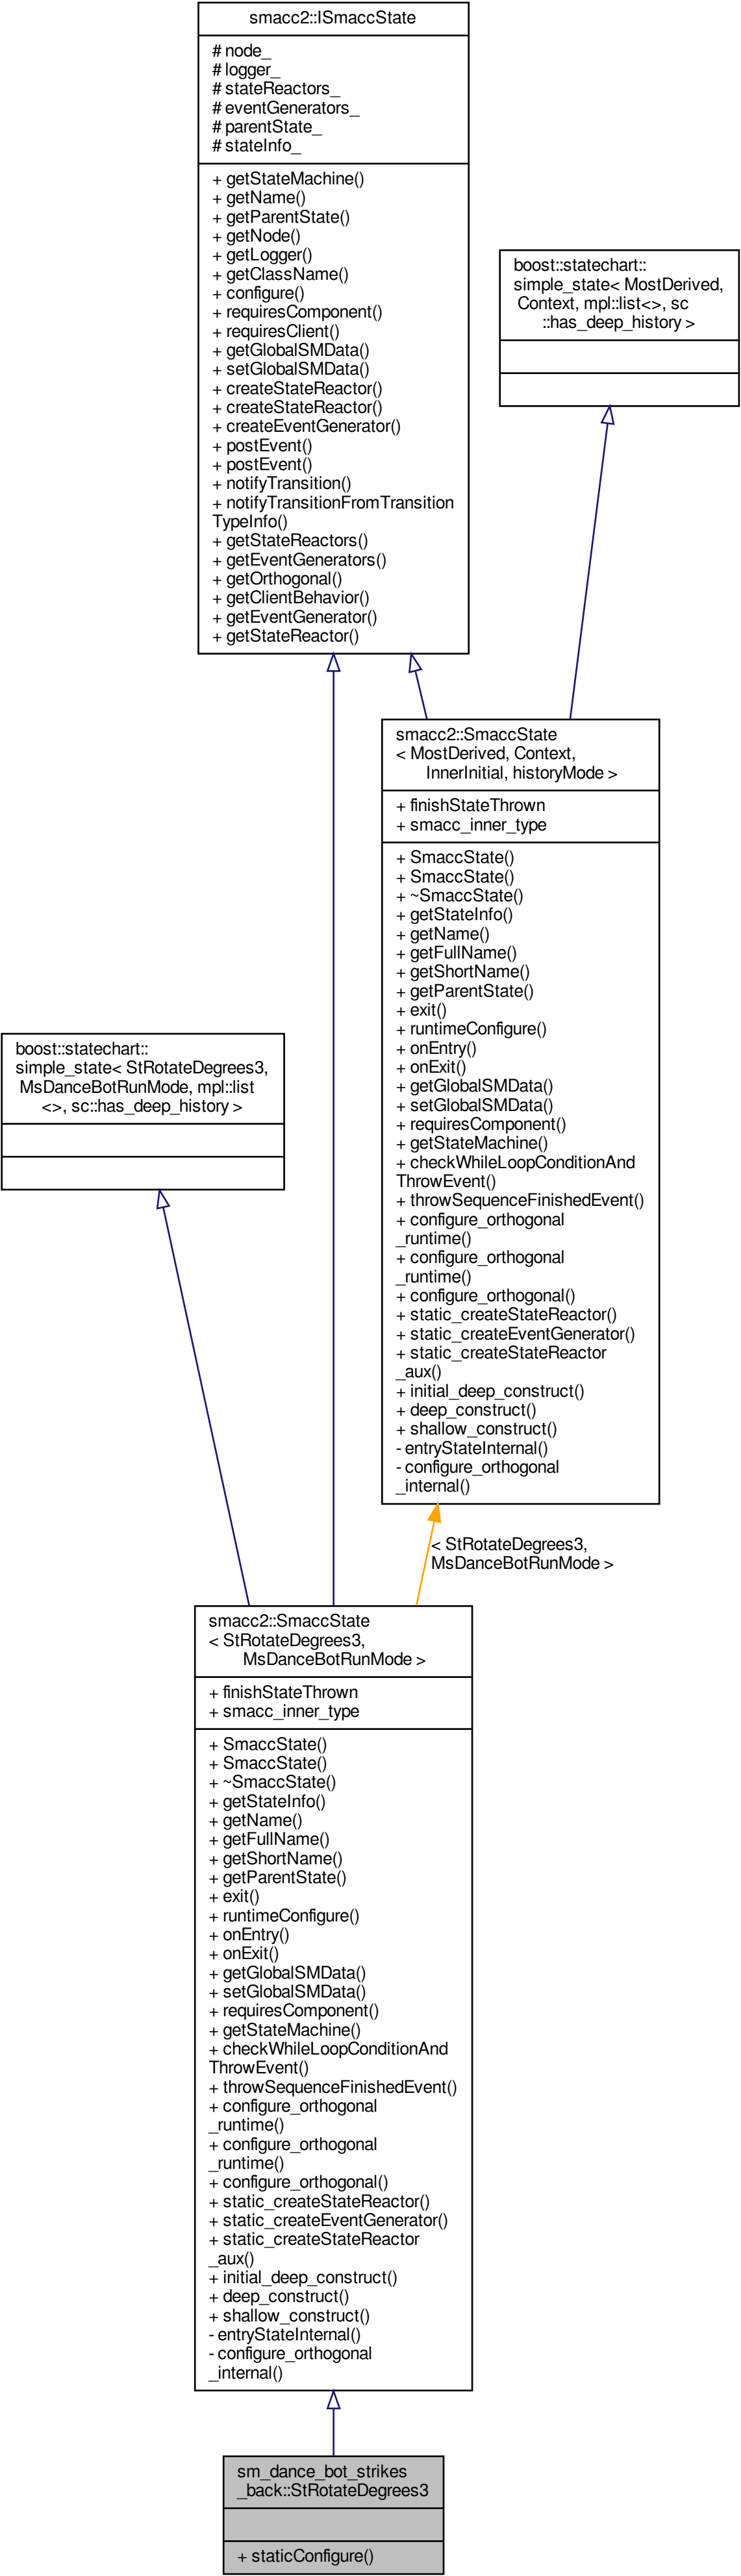 smacc2::ISmaccState
# node_
# logger_
# stateReactors_
# eventGenerators_
# parentState_
# stateInfo_
+ getStateMachine()
+ getName()
+ getParentState()
+ getNode()
+ getLogger()
+ getClassName()
+ configure()
+ requiresComponent()
+ requiresClient()
+ getGlobalSMData()
+ setGlobalSMData()
+ createStateReactor()
+ createStateReactor()
+ createEventGenerator()
+ postEvent()
+ postEvent()
+ notifyTransition()
+ notifyTransitionFromTransition
TypeInfo()
+ getStateReactors()
+ getEventGenerators()
+ getOrthogonal()
+ getClientBehavior()
+ getEventGenerator()
+ getStateReactor()
boost::statechart::
simple_state< MostDerived,
Context, mpl::list<>, sc
::has_deep_history >
smacc2::SmaccState
< MostDerived, Context,
InnerInitial, historyMode >
+ finishStateThrown
+ smacc_inner_type
+ SmaccState()
+ SmaccState()
+ ~SmaccState()
+ getStateInfo()
+ getName()
+ getFullName()
+ getShortName()
+ getParentState()
+ exit()
+ runtimeConfigure()
+ onEntry()
+ onExit()
+ getGlobalSMData()
+ setGlobalSMData()
+ requiresComponent()
+ getStateMachine()
+ checkWhileLoopConditionAnd
ThrowEvent()
+ throwSequenceFinishedEvent()
+ configure_orthogonal
_runtime()
+ configure_orthogonal
_runtime()
+ configure_orthogonal()
+ static_createStateReactor()
+ static_createEventGenerator()
+ static_createStateReactor
_aux()
+ initial_deep_construct()
+ deep_construct()
+ shallow_construct()
- entryStateInternal()
- configure_orthogonal
_internal()
boost::statechart::
simple_state< StRotateDegrees3,
MsDanceBotRunMode, mpl::list
<>, sc::has_deep_history >
< StRotateDegrees3,
MsDanceBotRunMode >
smacc2::SmaccState
< StRotateDegrees3,
MsDanceBotRunMode >
+ finishStateThrown
+ smacc_inner_type
+ SmaccState()
+ SmaccState()
+ ~SmaccState()
+ getStateInfo()
+ getName()
+ getFullName()
+ getShortName()
+ getParentState()
+ exit()
+ runtimeConfigure()
+ onEntry()
+ onExit()
+ getGlobalSMData()
+ setGlobalSMData()
+ requiresComponent()
+ getStateMachine()
+ checkWhileLoopConditionAnd
ThrowEvent()
+ throwSequenceFinishedEvent()
+ configure_orthogonal
_runtime()
+ configure_orthogonal
_runtime()
+ configure_orthogonal()
+ static_createStateReactor()
+ static_createEventGenerator()
+ static_createStateReactor
_aux()
+ initial_deep_construct()
+ deep_construct()
+ shallow_construct()
- entryStateInternal()
- configure_orthogonal
_internal()
sm_dance_bot_strikes
_back::StRotateDegrees3
+ staticConfigure()